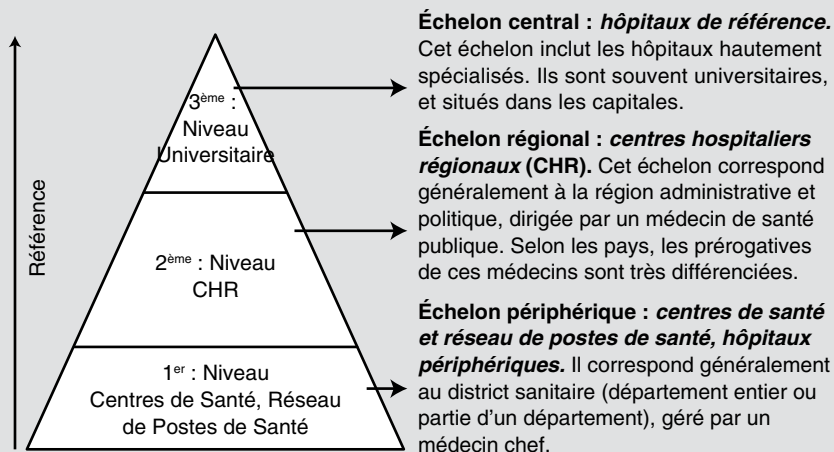 Référence
3ème :
Niveau
Universitaire
2ème : Niveau
CHR
1er : Niveau
Centres de Santé, Réseau
de Postes de Santé
Échelon central : hôpitaux de référence.
Cet échelon inclut les hôpitaux hautement
spécialisés. Ils sont souvent universitaires,
et situés dans les capitales.
Échelon régional : centres hospitaliers
régionaux (CHR). Cet échelon correspond
généralement à la région administrative et
politique, dirigée par un médecin de santé
publique. Selon les pays, les prérogatives
de ces médecins sont très différenciées.
Échelon périphérique : centres de santé
et réseau de postes de santé, hôpitaux
périphériques. Il correspond généralement
au district sanitaire (département entier ou
partie d’un département), géré par un
médecin chef.